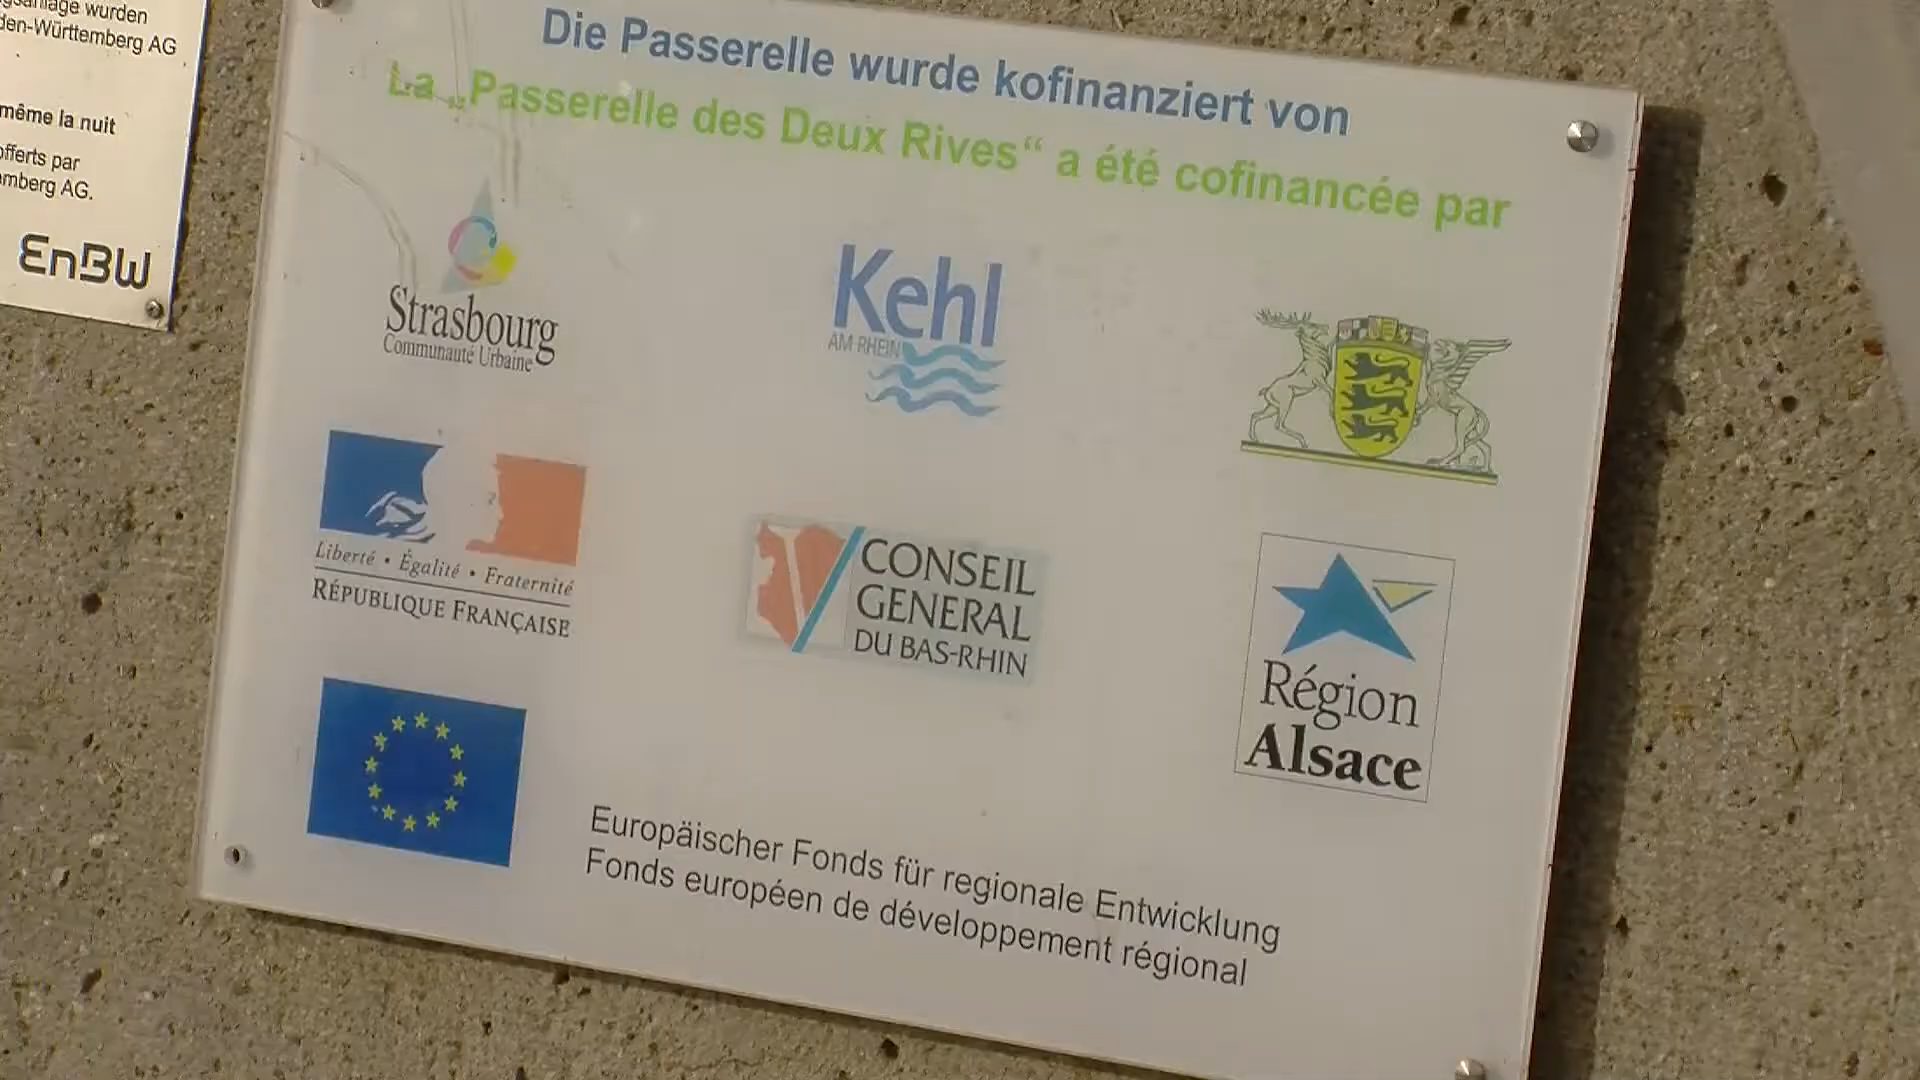 wurden
den-Württemberg AG
même la nuit
offerts par
emberg AG.
EnBW
Die Passerelle wurde kofinanziert von
La „Passerelle des Deux Rives“ a été cofinancée par
Strasbourg
Communauté Urbaine
Kehl
AM RHEIN
Liberté • Égalité • Fraternité
RÉPUBLIQUE FRANÇAISE
CONSEIL
GENERAL
DU BAS-RHIN
Région
Alsace
Europäischer Fonds für regionale Entwicklung
Fonds européen de développement régional